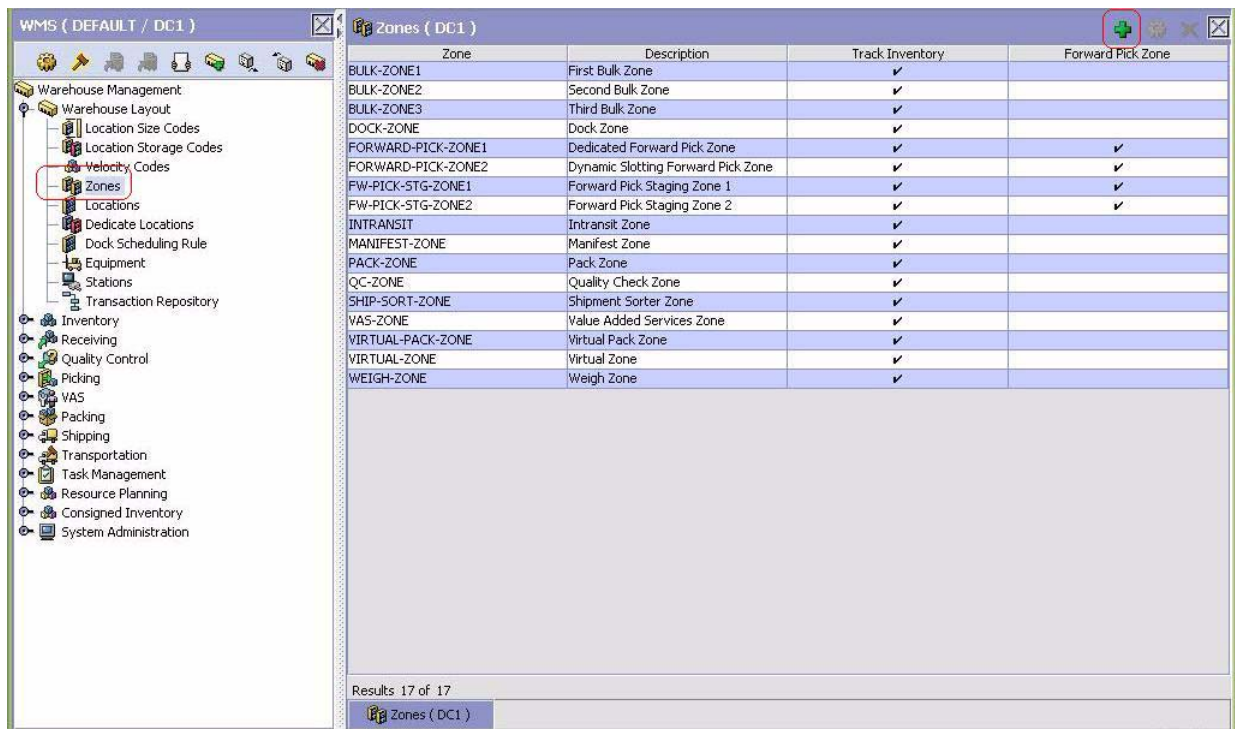 WMS ( DEFAULT / DC1 )
Warehouse Management
Warehouse Layout
Location Size Codes
Location Storage Codes
Velocity Codes
Zones
Locations
Dedicate Locations
Dock Scheduling Rule
Equipment
Stations
Transaction Repository
Inventory
Receiving
Quality Control
Picking
VAS
Packing
Shipping
Transportation
Task Management
Resource Planning
Consigned Inventory
System Administration
Zones ( DC1 )
Zone Description Track Inventory Forward Pick Zone
BULK-ZONE1 First Bulk Zone ✔
BULK-ZONE2 Second Bulk Zone ✔
BULK-ZONE3 Third Bulk Zone ✔
DOCK-ZONE Dock Zone ✔
FORWARD-PICK-ZONE1 Dedicated Forward Pick Zone ✔ ✔
FORWARD-PICK-ZONE2 Dynamic Slotting Forward Pick Zone ✔ ✔
FW-PICK-STG-ZONE1 Forward Pick Staging Zone 1 ✔ ✔
FW-PICK-STG-ZONE2 Forward Pick Staging Zone 2 ✔ ✔
INTRANSIT Intransit Zone ✔
MANIFEST-ZONE Manifest Zone ✔
PACK-ZONE Pack Zone ✔
QC-ZONE Quality Check Zone ✔
SHIP-SORT-ZONE Shipment Sorter Zone ✔
VAS-ZONE Value Added Services Zone ✔
VIRTUAL-PACK-ZONE Virtual Pack Zone ✔
VIRTUAL-ZONE Virtual Zone ✔
WEIGH-ZONE Weigh Zone ✔
Results 17 of 17
Zones ( DC1 )